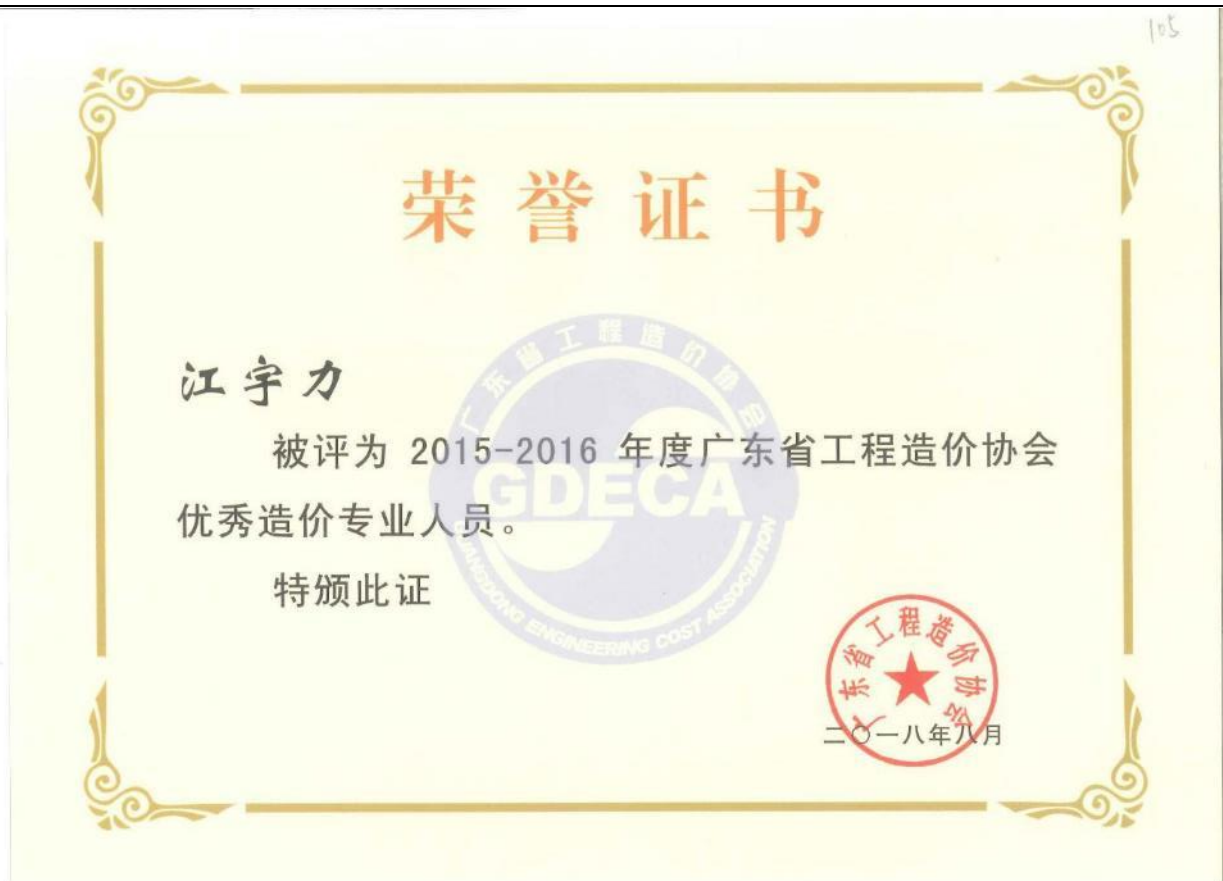 105
荣誉证书
江宇力
被评为 2015-2016 年度广东省工程造价协会
优秀造价专业人员。
特颁此证
广东省工程造价协会
GDECA
GUANGDONG ENGINEERING COST ASSOCIATION
广东省工程造价协会
二〇一八年八月